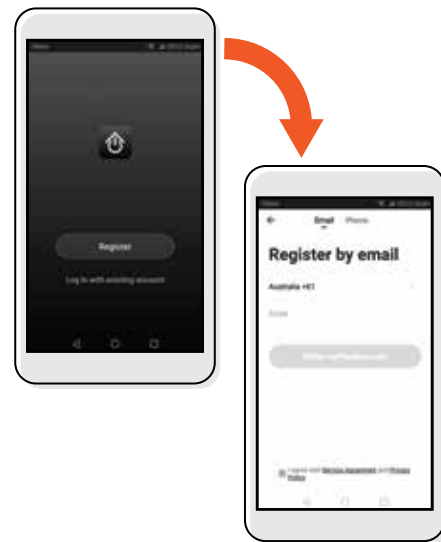 Register
Log in with existing account
Email Phone
Register by email
Australia +61
Email
I agree with Service Agreement and Privacy
Policy